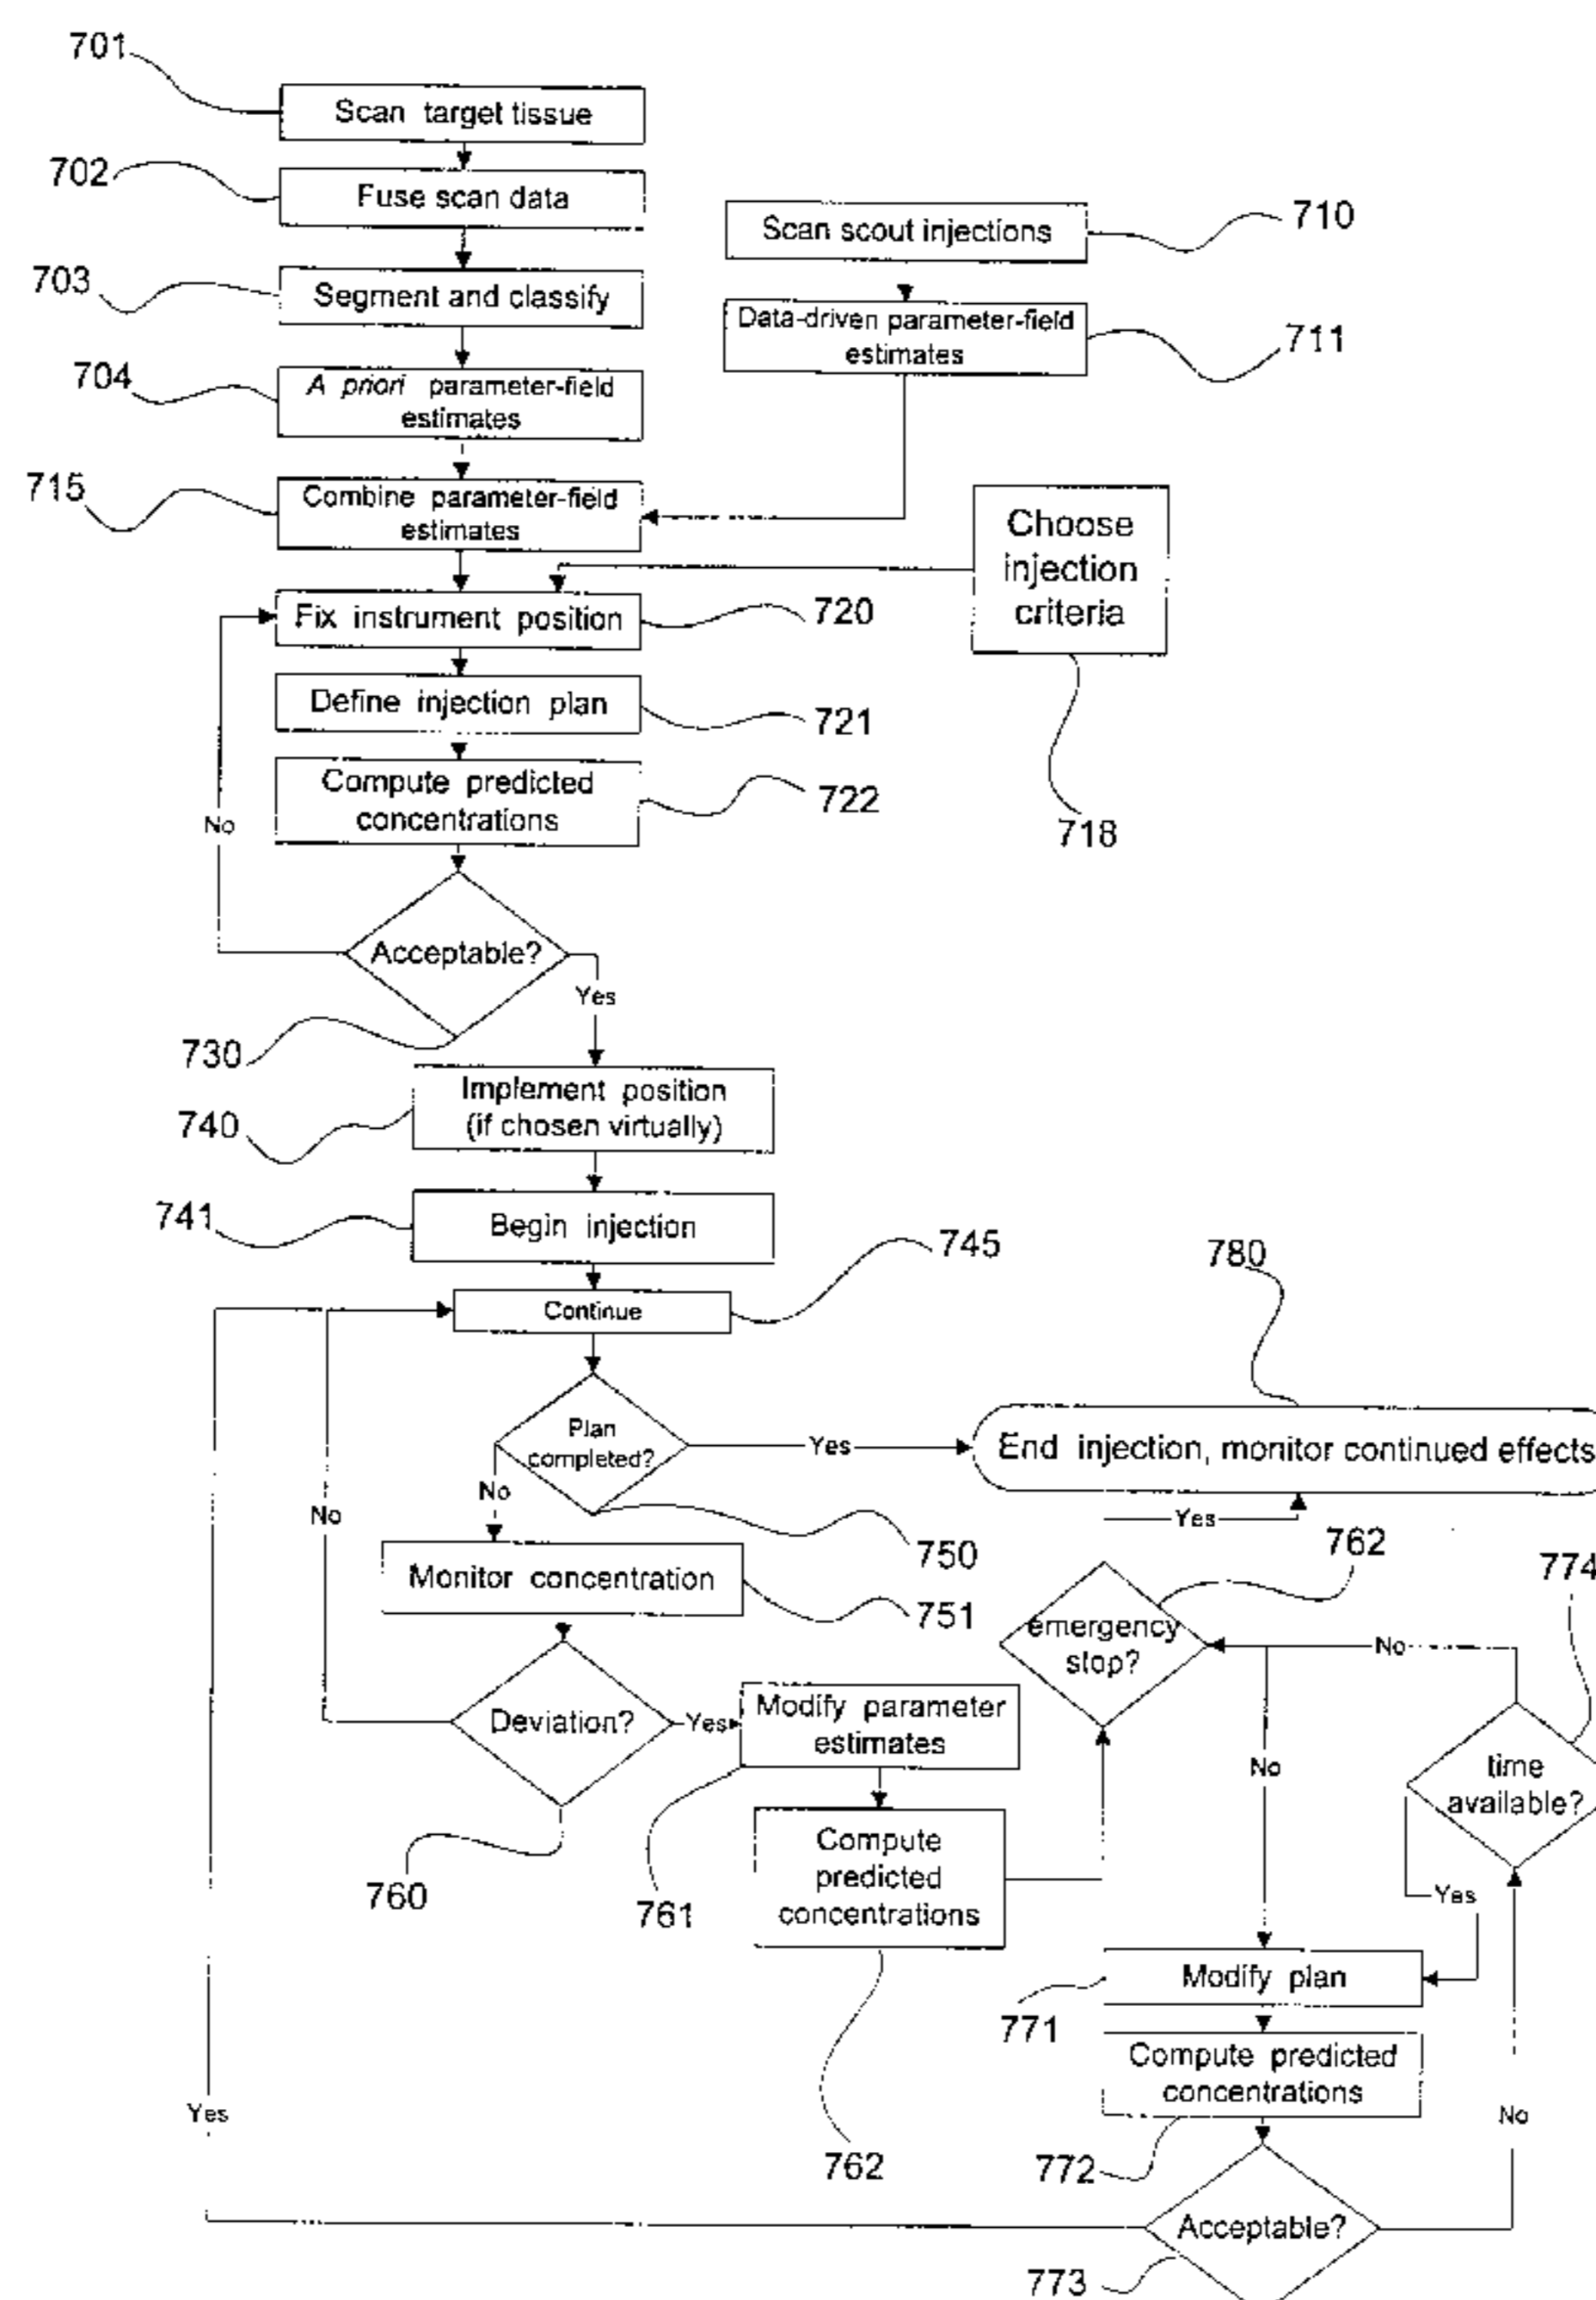 701
Scan target tissue
702
Fuse scan data
Scan scout injections
710
703
Segment and classify
Data-driven parameter-field
estimates
711
704
A priori parameter-field
estimates
715
Combine parameter-field
estimates
Choose
injection
criteria
718
Fix instrument position
720
Define injection plan
721
Compute predicted
concentrations
722
No
Acceptable?
Yes
730
Implement position
(if chosen virtually)
740
741
Begin injection
745
Continue
780
Plan
completed?
Yes
End injection, monitor continued effects
No
No
Yes
750
762
774
Monitor concentration
751
emergency
stop?
No
Deviation?
Yes
Modify parameter
estimates
No
time
available?
760
761
Compute
predicted
concentrations
Yes
Modify plan
771
Compute predicted
concentrations
Yes
No
762
772
Acceptable?
773